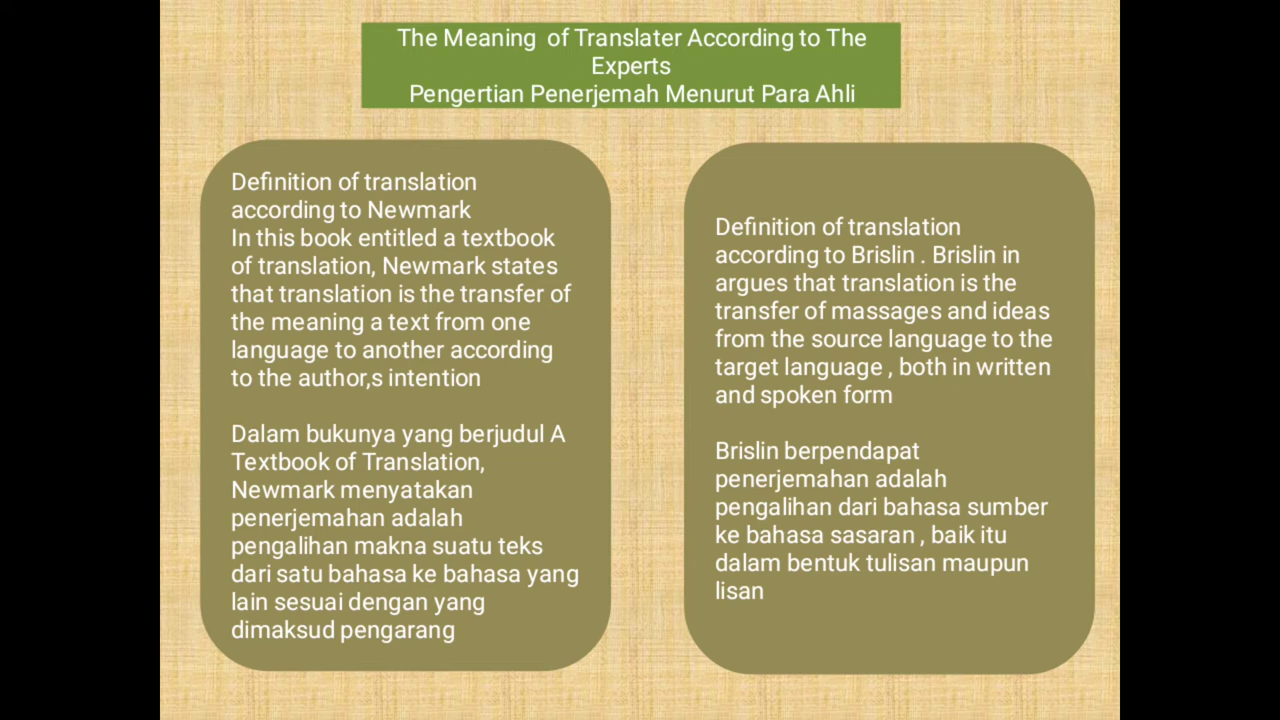 The Meaning  of Translater According to The
Experts
Pengertian Penerjemah Menurut Para Ahli
Definition of translation
according to Newmark
In this book entitled a textbook
of translation, Newmark states
that translation is the transfer of
the meaning a text from one
language to another according
to the author,s intention
Dalam bukunya yang berjudul A
Textbook of Translation,
Newmark menyatakan
penerjemahan adalah
pengalihan makna suatu teks
dari satu bahasa ke bahasa yang
lain sesuai dengan yang
dimaksud pengarang
Definition of translation
according to Brislin . Brislin in
argues that translation is the
transfer of massages and ideas
from the source language to the
target language , both in written
and spoken form
Brislin berpendapat
penerjemahan adalah
pengalihan dari bahasa sumber
ke bahasa sasaran , baik itu
dalam bentuk tulisan maupun
lisan